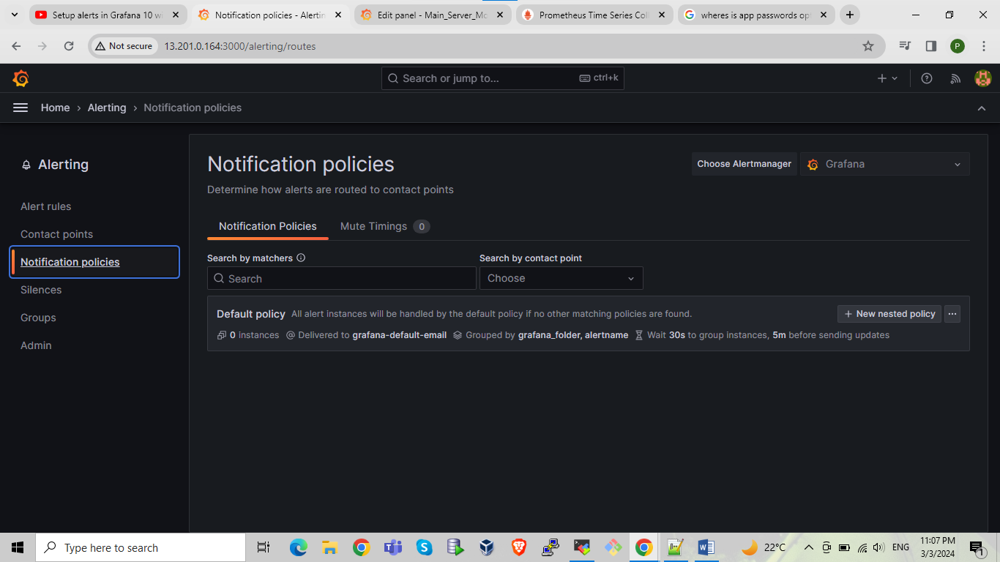 Setup alerts in Grafana 10 wi
Notification policies - Alertin
Edit panel - Main_Server_Mc
Prometheus Time Series Coll
wheres is app passwords op
Not secure
13.201.0.164:3000/alerting/routes
P
Search or jump to...
ctrl+k
Home › Alerting › Notification policies
Alerting
Alert rules
Contact points
Notification policies
Silences
Groups
Admin
Notification policies
Choose Alertmanager
Grafana
Determine how alerts are routed to contact points
Notification Policies
Mute Timings 0
Search by matchers
Search by contact point
Search
Choose
Default policy All alert instances will be handled by the default policy if no other matching policies are found.
+ New nested policy
...
0 instances @ Delivered to grafana-default-email Grouped by grafana_folder, alertname Wait 30s to group instances, 5m before sending updates
Type here to search
22°C
ENG
11:07 PM
3/3/2024
1